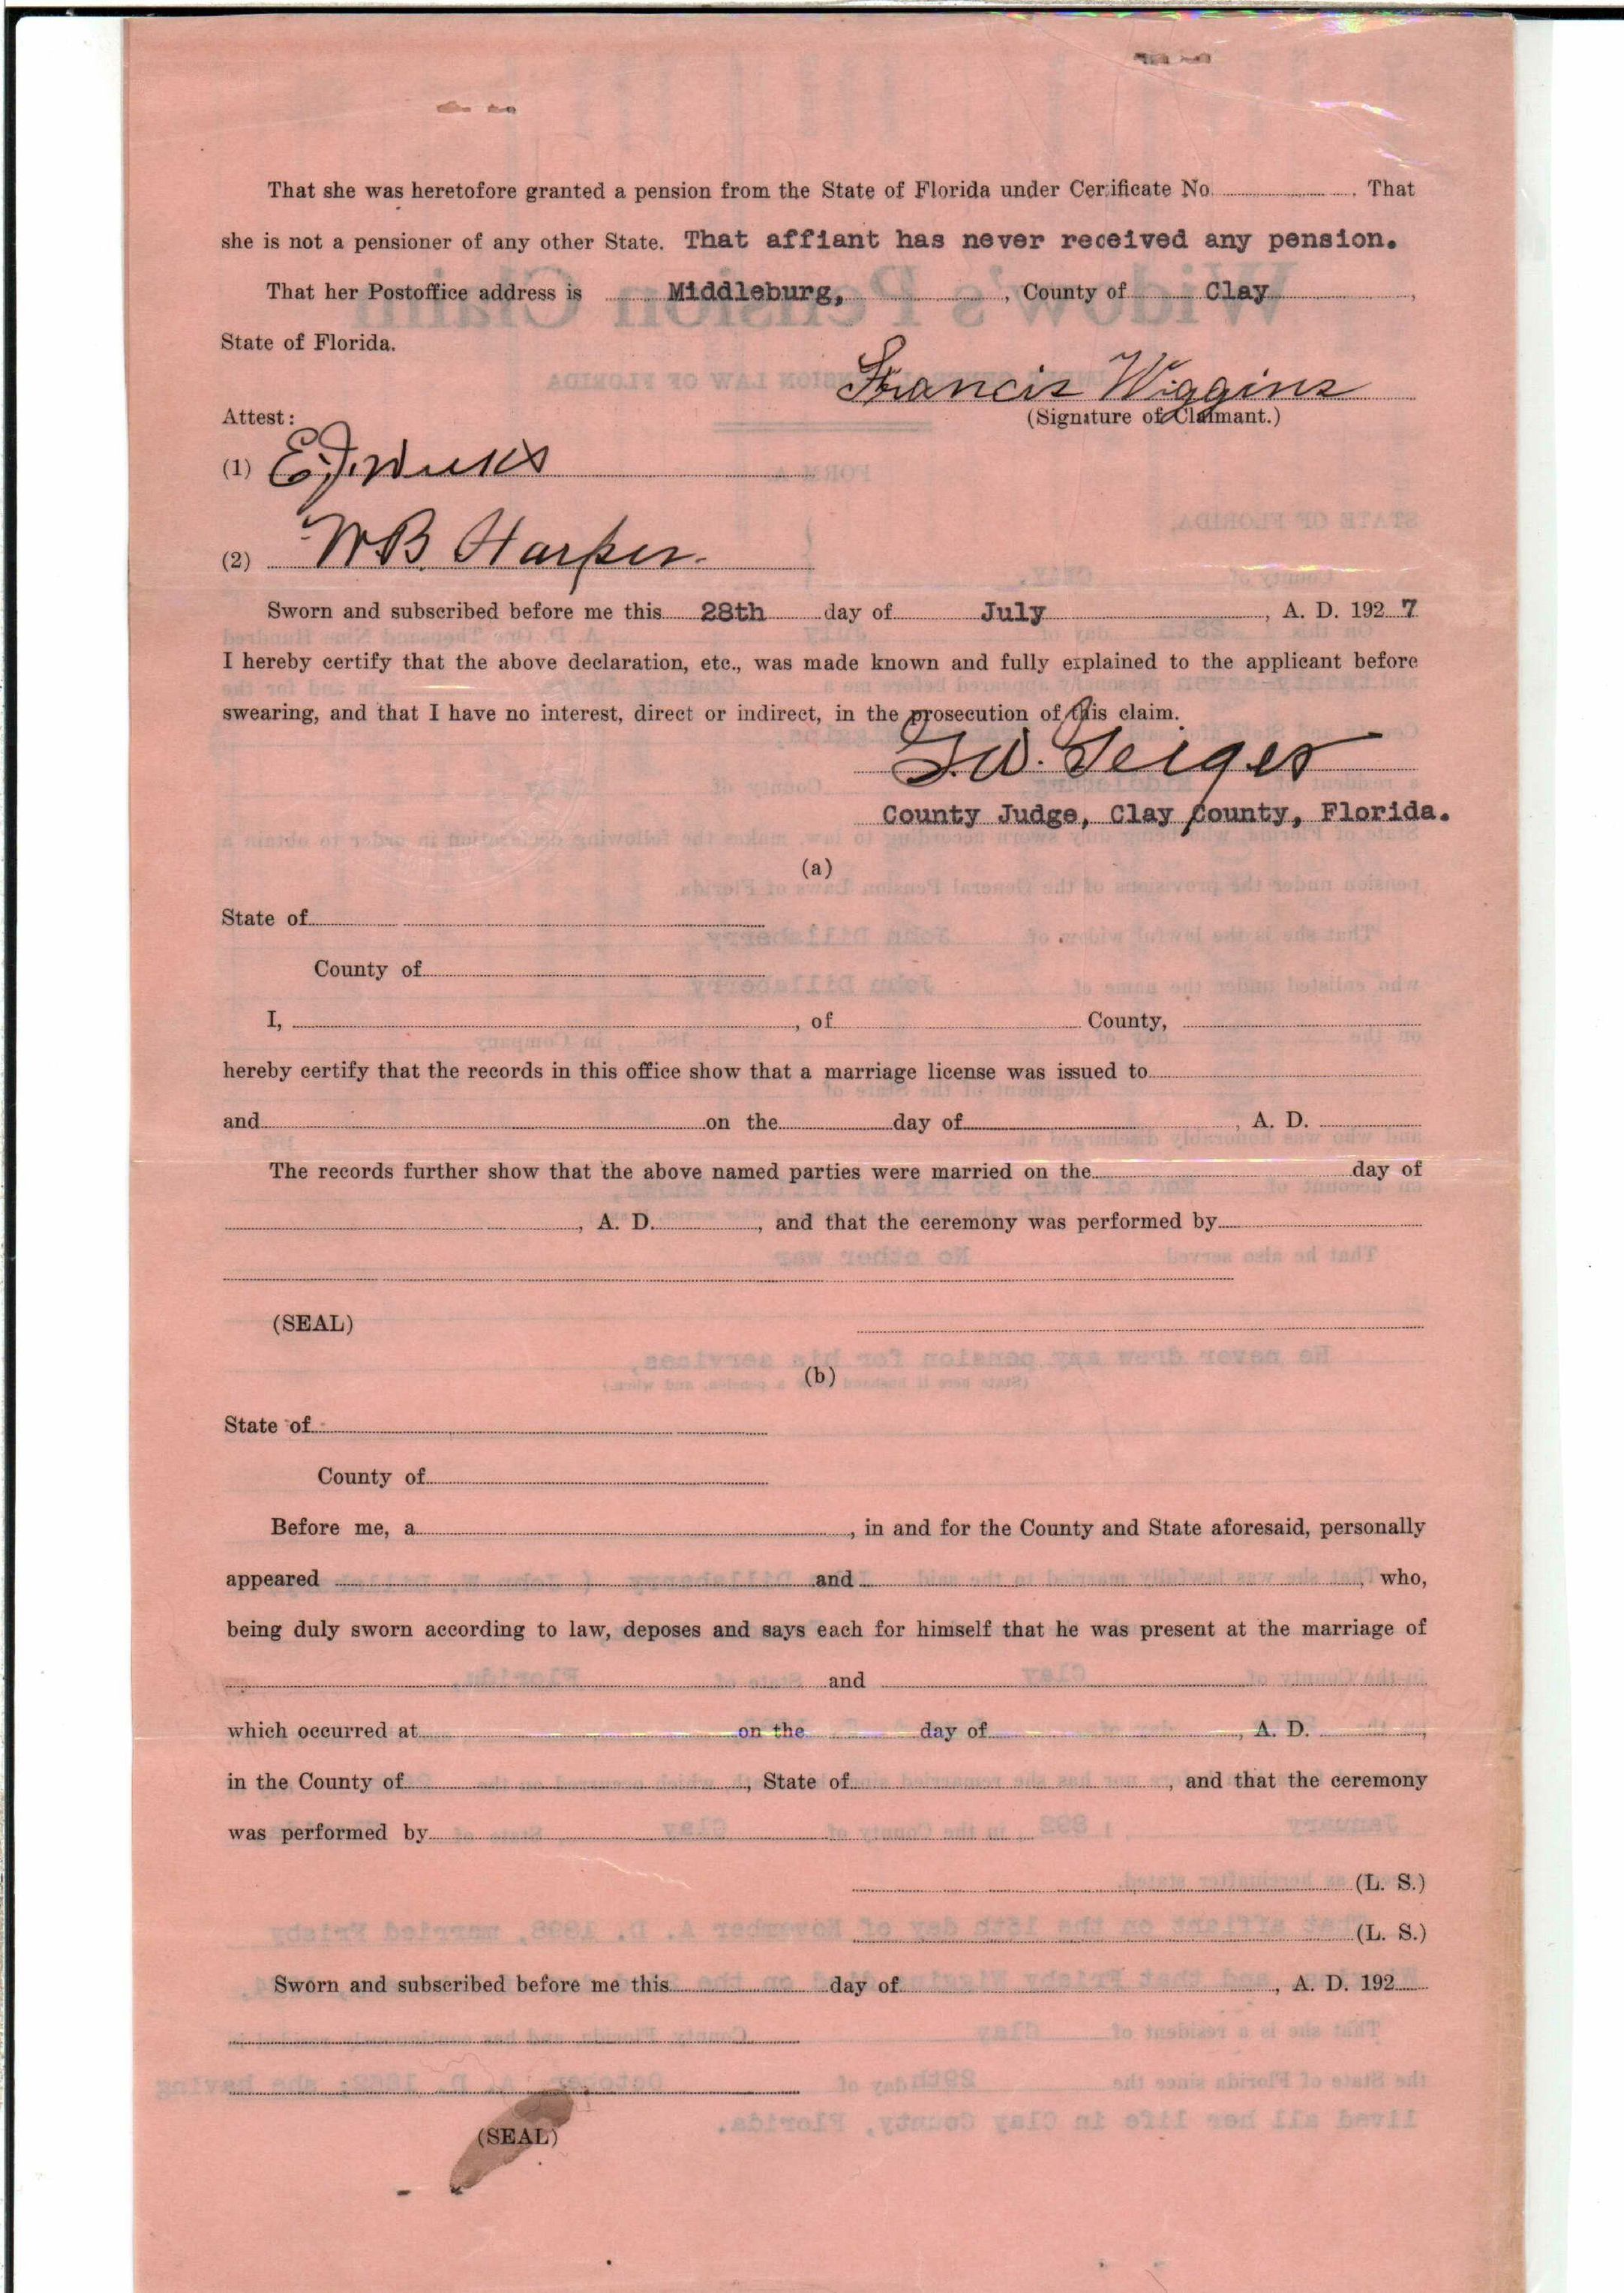 That she was heretofore granted a pension from the State of Florida under Cerificate No. . That
she is not a pensioner of any other State. That affiant has never received any pension.
That her Postoffice address is Middleburg, , County of Clay ,
State of Florida.
Francis Wiggins
(Signature of Claimant.)
Attest:
(1) E.J. Weeks
(2) W B Harper.
Sworn and subscribed before me this 28th day of July , A. D. 192 7
I hereby certify that the above declaration, etc., was made known and fully explained to the applicant before
swearing, and that I have no interest, direct or indirect, in the prosecution of this claim.
T.W. Geiger
County Judge, Clay County, Florida.
(a)
State of
County of
I, , of County,
hereby certify that the records in this office show that a marriage license was issued to
and on the day of , A. D.
The records further show that the above named parties were married on the day of
, A. D. , and that the ceremony was performed by
(SEAL)
(b)
State of
County of
Before me, a , in and for the County and State aforesaid, personally
appeared and , who,
being duly sworn according to law, deposes and says each for himself that he was present at the marriage of
and
which occurred at on the day of , A. D. ,
in the County of , State of , and that the ceremony
was performed by
(L. S.)
(L. S.)
Sworn and subscribed before me this day of , A. D. 192
(SEAL)